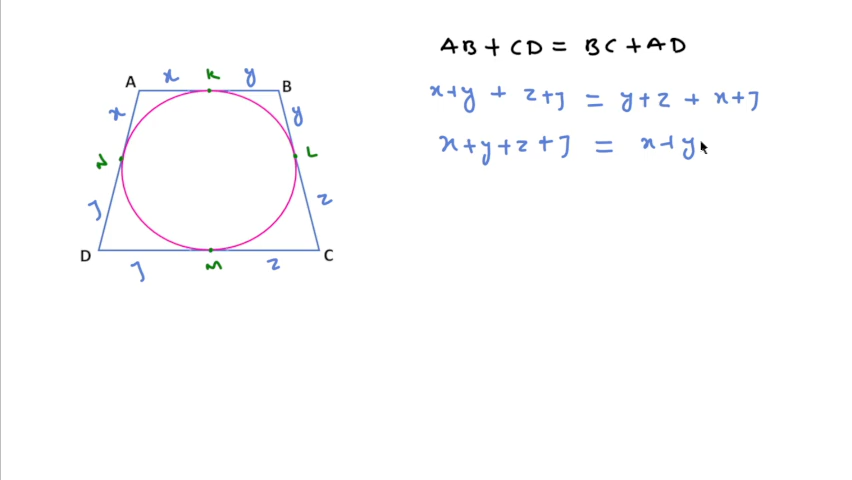 AB + CD = BC + AD
x+y + z+J = y+z + x+J
x+y+z+J = x+y
A x K y B
x y
N L
J z
D M C
J z